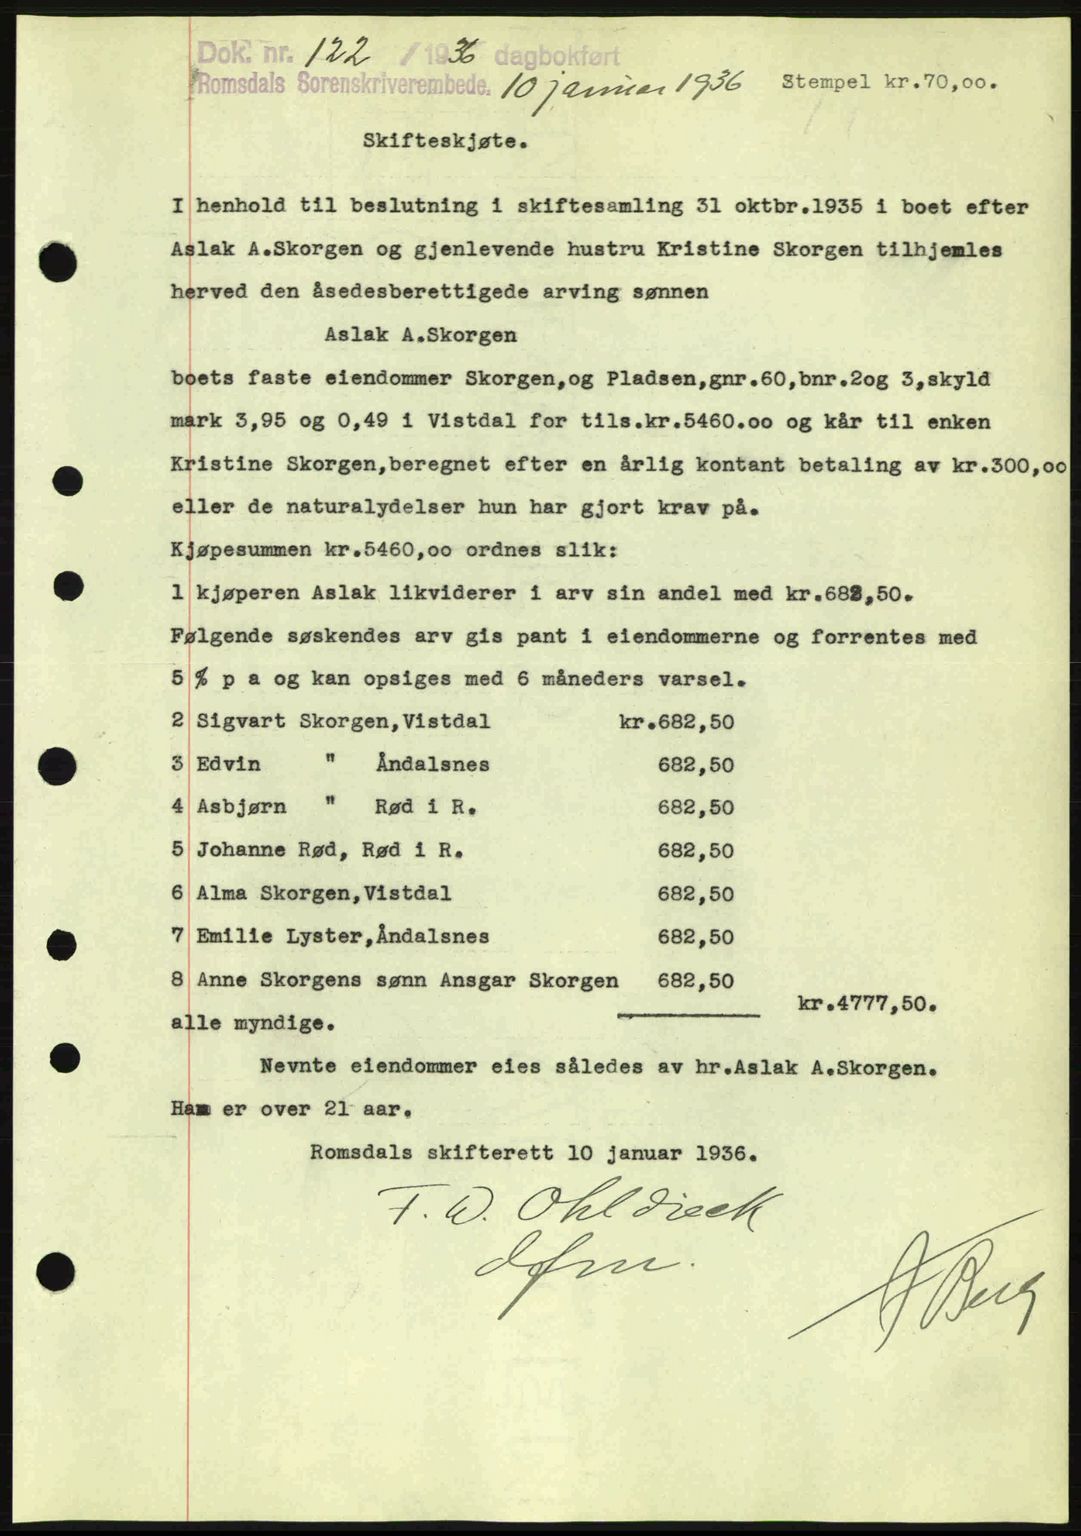 Dok. nr. 122 / 1936 dagbokført
Romsdals Sorenskriverembede. 10 januar 1936 Stempel kr.70,oo.
Skifteskjøte.
I henhold til beslutning i skiftesamling 31 oktbr.1935 i boet efter
Aslak A.Skorgen og gjenlevende hustru Kristine Skorgen tilhjemles
herved den åsedesberettigede arving sønnen
Aslak A.Skorgen
boets faste eiendommer Skorgen,og Pladsen,gnr.60,bnr.2og 3,skyld
mark 3,95 og 0,49 i Vistdal for tils.kr.5460.oo og kår til enken
Kristine Skorgen,beregnet efter en årlig kontant betaling av kr.300,oo
eller de naturalydelser hun har gjort krav på.
Kjøpesummen kr.5460,oo ordnes slik:
1 kjøperen Aslak likviderer i arv sin andel med kr.682,50.
Følgende søskendes arv gis pant i eiendommerne og forrentes med
5 % p a og kan opsiges med 6 måneders varsel.
2 Sigvart Skorgen,Vistdal kr.682,50
3 Edvin " Åndalsnes 682,50
4 Asbjørn " Rød i R. 682,50
5 Johanne Rød, Rød i R. 682,50
6 Alma Skorgen,Vistdal 682,50
7 Emilie Lyster,Åndalsnes 682,50
8 Anne Skorgens sønn Ansgar Skorgen 682,50
kr.4777,50.
alle myndige.
Nevnte eiendommer eies således av hr.Aslak A.Skorgen.
Han er over 21 aar.
Romsdals skifterett 10 januar 1936.
F. W. Ohldieck
dfm.
Berg